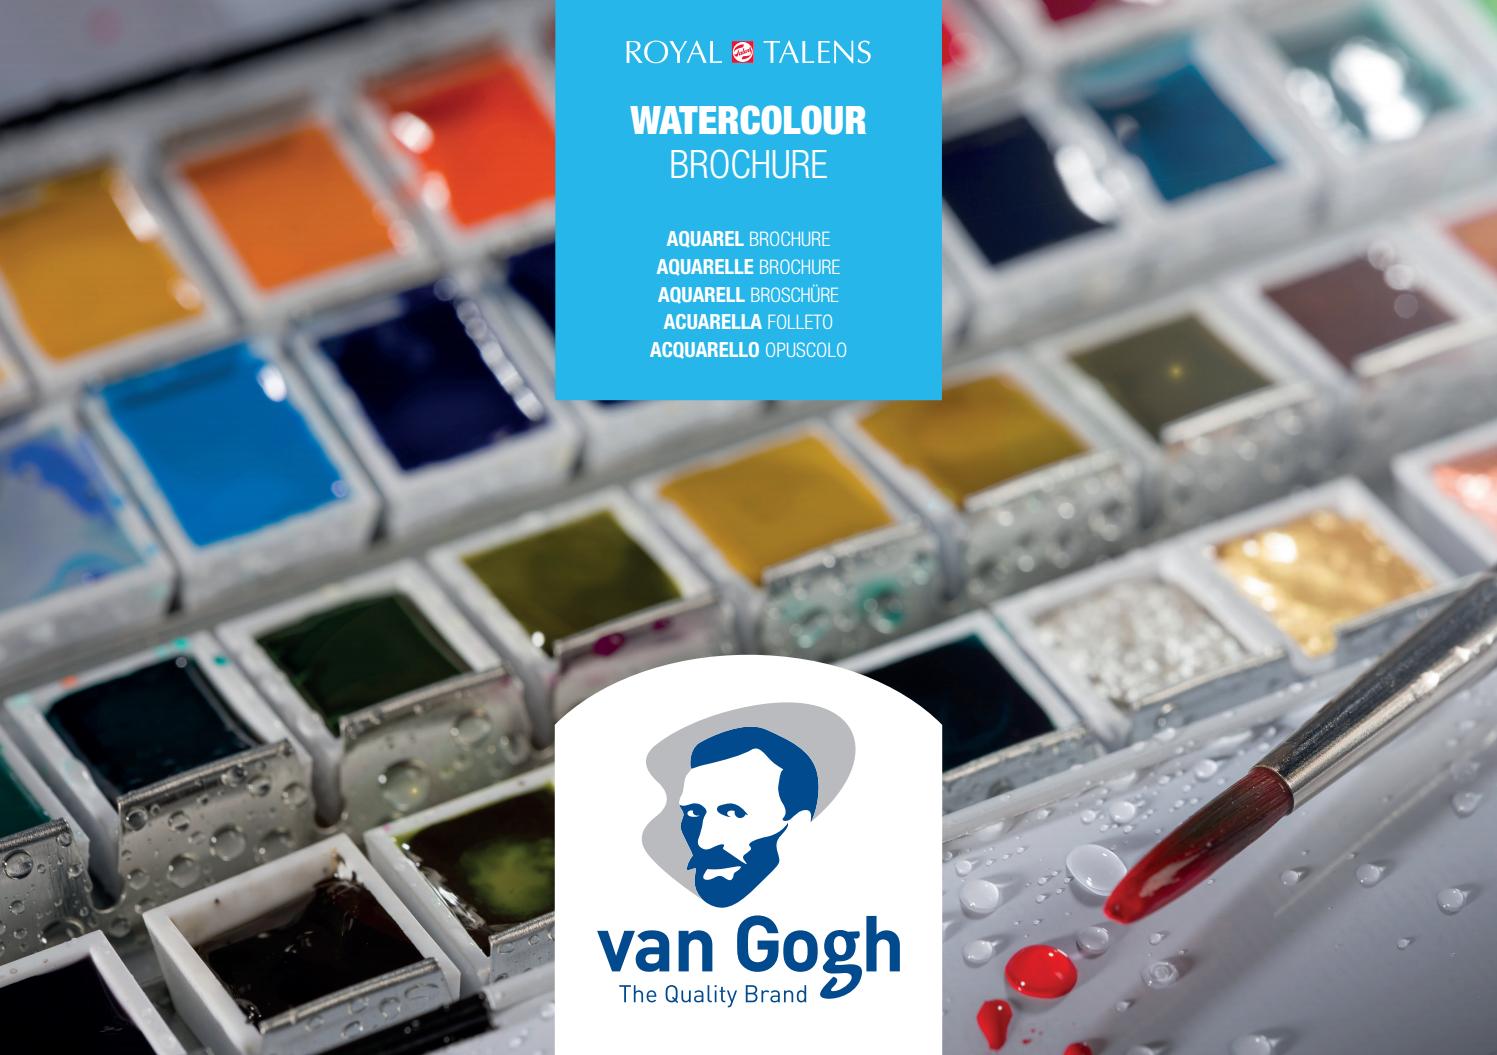 ROYAL TALENS
WATERCOLOUR
BROCHURE
AQUAREL BROCHURE
AQUARELLE BROCHURE
AQUARELL BROSCHÜRE
ACUARELLA FOLLETO
ACQUARELLO OPUSCOLO
van Gogh
The Quality Brand